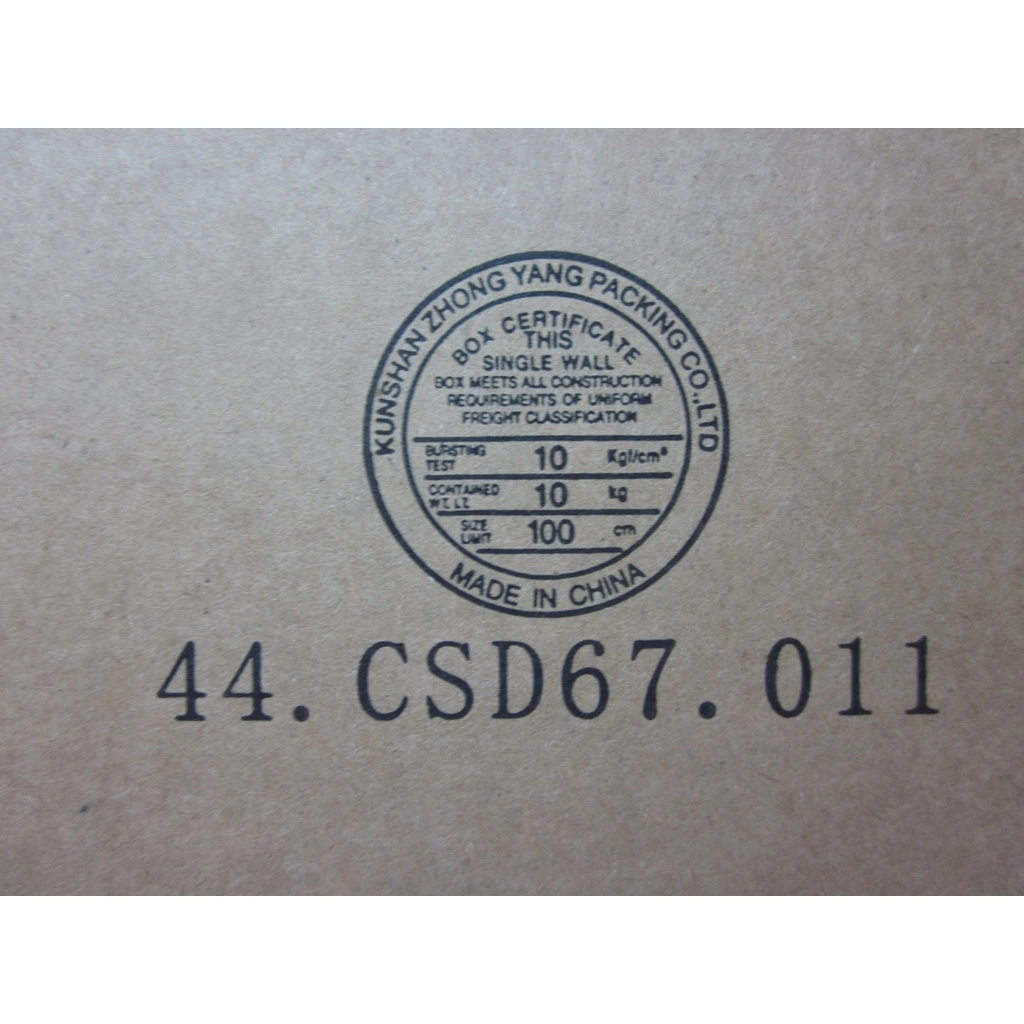 KUNSHAN ZHONG YANG PACKING CO.,LTD
BOX CERTIFICATE
THIS
SINGLE WALL
BOX MEETS ALL CONSTRUCTION
REQUIREMENTS OF UNIFORM
FREIGHT CLASSIFICATION
BURSTING TEST 10 Kgf/cm²
CONTAINED WT. LT. 10 kg
SIZE LIMIT 100 cm
MADE IN CHINA
44.CSD67.011